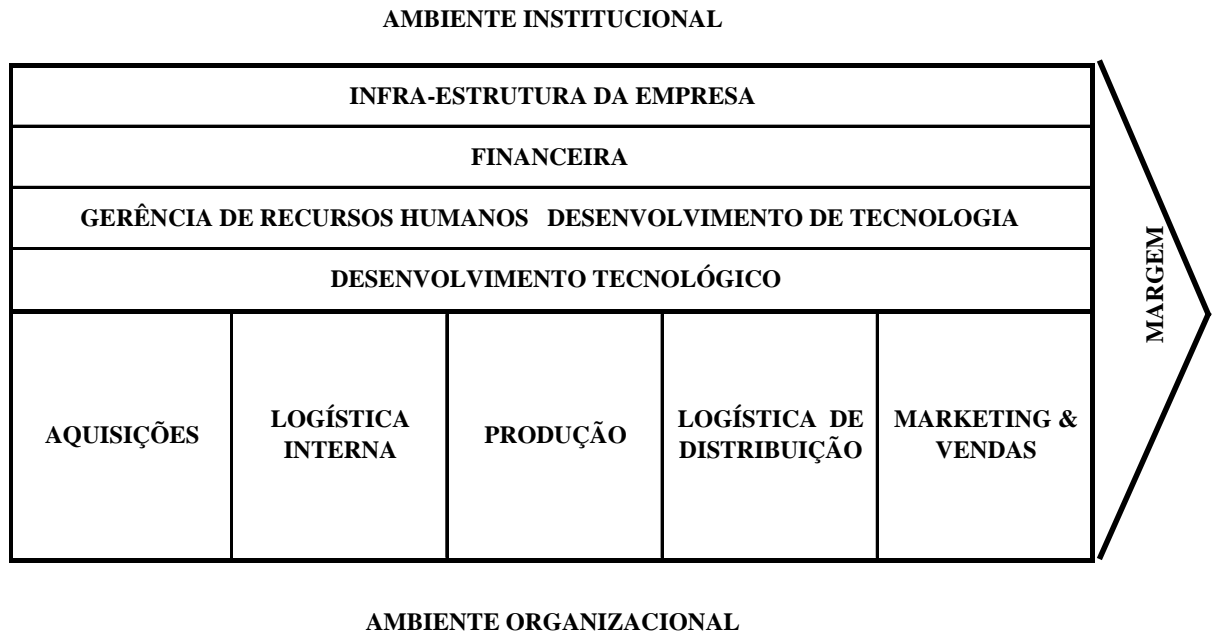 AMBIENTE INSTITUCIONAL
INFRA-ESTRUTURA DA EMPRESA
FINANCEIRA
GERÊNCIA DE RECURSOS HUMANOS DESENVOLVIMENTO DE TECNOLOGIA
DESENVOLVIMENTO TECNOLÓGICO
AQUISIÇÕES
LOGÍSTICA
INTERNA
PRODUÇÃO
LOGÍSTICA DE
DISTRIBUIÇÃO
MARKETING &
VENDAS
MARGEM
AMBIENTE ORGANIZACIONAL